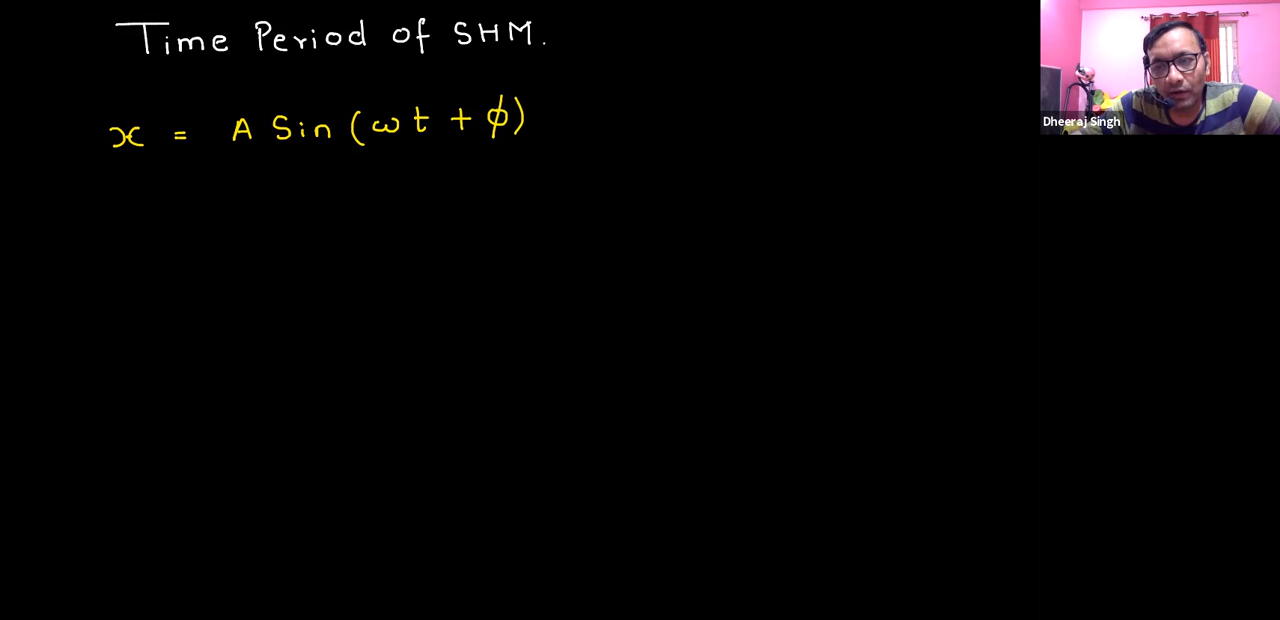 Time Period of SHM.
x = A Sin (ωt + φ)
Dheeraj Singh